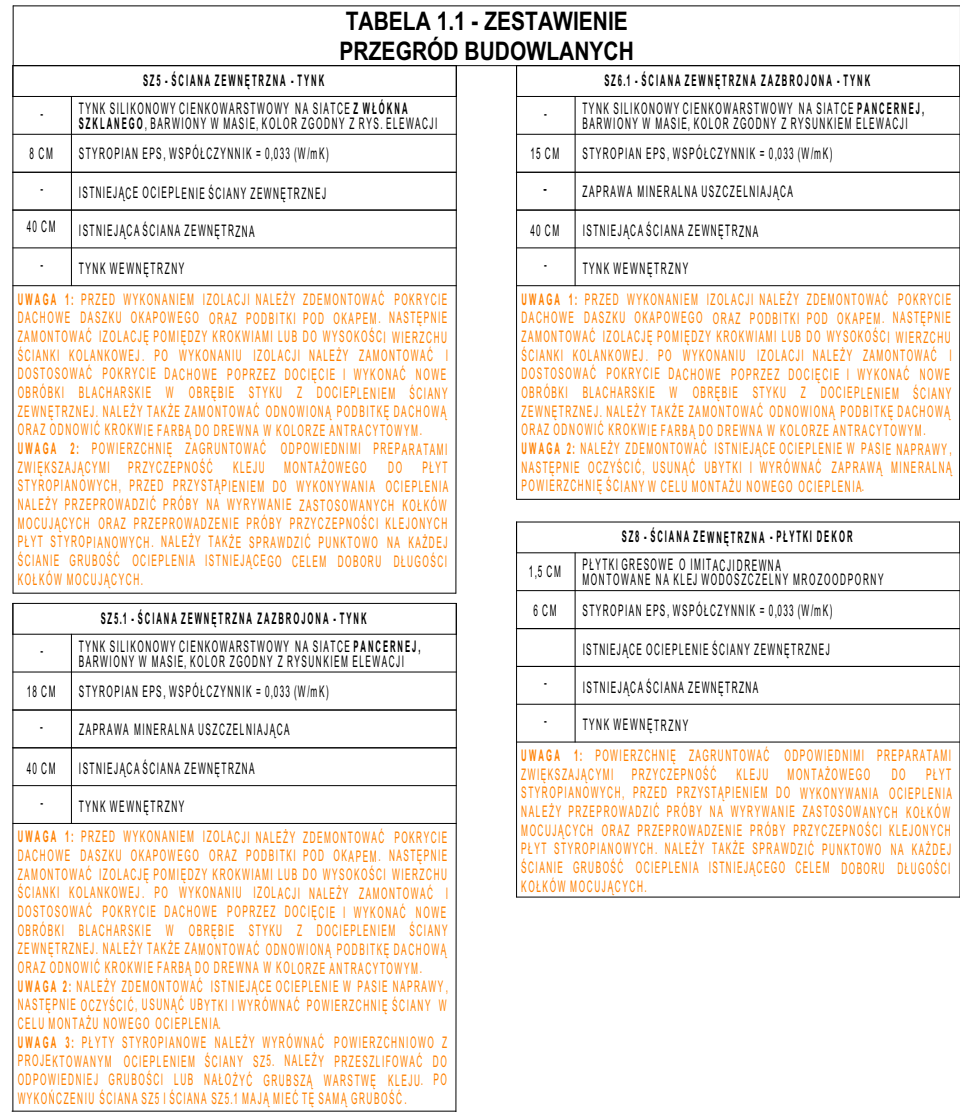 TABELA 1.1 - ZESTAWIENIE
PRZEGRÓD BUDOWLANYCH
SZ5 - ŚCIANA ZEWNĘTRZNA - TYNK
- TYNK SILIKONOWY CIENKOWARSTWOWY NA SIATCE Z WŁÓKNA
SZKLANEGO, BARWIONY W MASIE, KOLOR ZGODNY Z RYS. ELEWACJI
8 CM STYROPIAN EPS, WSPÓŁCZYNNIK = 0,033 (W/mK)
- ISTNIEJĄCE OCIEPLENIE ŚCIANY ZEWNĘTRZNEJ
40 CM ISTNIEJĄCA ŚCIANA ZEWNĘTRZNA
- TYNK WEWNĘTRZNY
UWAGA 1: PRZED WYKONANIEM IZOLACJI NALEŻY ZDEMONTOWAĆ POKRYCIE
DACHOWE DASZKU OKAPOWEGO ORAZ PODBITKI POD OKAPEM. NASTĘPNIE
ZAMONTOWAĆ IZOLACJĘ POMIĘDZY KROKWIAMI LUB DO WYSOKOŚCI WIERZCHU
ŚCIANKI KOLANKOWEJ. PO WYKONANIU IZOLACJI NALEŻY ZAMONTOWAĆ I
DOSTOSOWAĆ POKRYCIE DACHOWE POPRZEZ DOCIĘCIE I WYKONAĆ NOWE
OBRÓBKI BLACHARSKIE W OBRĘBIE STYKU Z DOCIEPLENIEM ŚCIANY
ZEWNĘTRZNEJ. NALEŻY TAKŻE ZAMONTOWAĆ ODNOWIONĄ PODBITKĘ DACHOWĄ
ORAZ ODNOWIĆ KROKWIE FARBĄ DO DREWNA W KOLORZE ANTRACYTOWYM.
UWAGA 2: POWIERZCHNIĘ ZAGRUNTOWAĆ ODPOWIEDNIMI PREPARATAMI
ZWIĘKSZAJĄCYMI PRZYCZEPNOŚĆ KLEJU MONTAŻOWEGO DO PŁYT
STYROPIANOWYCH, PRZED PRZYSTĄPIENIEM DO WYKONYWANIA OCIEPLENIA
NALEŻY PRZEPROWADZIĆ PRÓBY NA WYRYWANIE ZASTOSOWANYCH KOŁKÓW
MOCUJĄCYCH ORAZ PRZEPROWADZENIE PRÓBY PRZYCZEPNOŚCI KLEJONYCH
PŁYT STYROPIANOWYCH. NALEŻY TAKŻE SPRAWDZIĆ PUNKTOWO NA KAŻDEJ
ŚCIANIE GRUBOŚĆ OCIEPLENIA ISTNIEJĄCEGO CELEM DOBORU DŁUGOŚCI
KOŁKÓW MOCUJĄCYCH.
SZ5.1 - ŚCIANA ZEWNĘTRZNA ZAZBROJONA - TYNK
- TYNK SILIKONOWY CIENKOWARSTWOWY NA SIATCE PANCERNEJ,
BARWIONY W MASIE, KOLOR ZGODNY Z RYSUNKIEM ELEWACJI
18 CM STYROPIAN EPS, WSPÓŁCZYNNIK = 0,033 (W/mK)
- ZAPRAWA MINERALNA USZCZELNIAJĄCA
40 CM ISTNIEJĄCA ŚCIANA ZEWNĘTRZNA
- TYNK WEWNĘTRZNY
UWAGA 1: PRZED WYKONANIEM IZOLACJI NALEŻY ZDEMONTOWAĆ POKRYCIE
DACHOWE DASZKU OKAPOWEGO ORAZ PODBITKI POD OKAPEM. NASTĘPNIE
ZAMONTOWAĆ IZOLACJĘ POMIĘDZY KROKWIAMI LUB DO WYSOKOŚCI WIERZCHU
ŚCIANKI KOLANKOWEJ. PO WYKONANIU IZOLACJI NALEŻY ZAMONTOWAĆ I
DOSTOSOWAĆ POKRYCIE DACHOWE POPRZEZ DOCIĘCIE I WYKONAĆ NOWE
OBRÓBKI BLACHARSKIE W OBRĘBIE STYKU Z DOCIEPLENIEM ŚCIANY
ZEWNĘTRZNEJ. NALEŻY TAKŻE ZAMONTOWAĆ ODNOWIONĄ PODBITKĘ DACHOWĄ
ORAZ ODNOWIĆ KROKWIE FARBĄ DO DREWNA W KOLORZE ANTRACYTOWYM.
UWAGA 2: NALEŻY ZDEMONTOWAĆ ISTNIEJĄCE OCIEPLENIE W PASIE NAPRAWY,
NASTĘPNIE OCZYŚCIĆ, USUNĄĆ UBYTKI I WYRÓWNAĆ POWIERZCHNIĘ ŚCIANY W
CELU MONTAŻU NOWEGO OCIEPLENIA.
UWAGA 3: PŁYTY STYROPIANOWE NALEŻY WYRÓWNAĆ POWIERZCHNIOWO Z
PROJEKTOWANYM OCIEPLENIEM ŚCIANY SZ5. NALEŻY PRZESZLIFOWAĆ DO
ODPOWIEDNIEJ GRUBOŚCI LUB NAŁOŻYĆ GRUBSZĄ WARSTWĘ KLEJU. PO
WYKOŃCZENIU ŚCIANA SZ5 I ŚCIANA SZ5.1 MAJĄ MIEĆ TĘ SAMĄ GRUBOŚĆ.
SZ6.1 - ŚCIANA ZEWNĘTRZNA ZAZBROJONA - TYNK
- TYNK SILIKONOWY CIENKOWARSTWOWY NA SIATCE PANCERNEJ,
BARWIONY W MASIE, KOLOR ZGODNY Z RYSUNKIEM ELEWACJI
15 CM STYROPIAN EPS, WSPÓŁCZYNNIK = 0,033 (W/mK)
- ZAPRAWA MINERALNA USZCZELNIAJĄCA
40 CM ISTNIEJĄCA ŚCIANA ZEWNĘTRZNA
- TYNK WEWNĘTRZNY
UWAGA 1: PRZED WYKONANIEM IZOLACJI NALEŻY ZDEMONTOWAĆ POKRYCIE
DACHOWE DASZKU OKAPOWEGO ORAZ PODBITKI POD OKAPEM. NASTĘPNIE
ZAMONTOWAĆ IZOLACJĘ POMIĘDZY KROKWIAMI LUB DO WYSOKOŚCI WIERZCHU
ŚCIANKI KOLANKOWEJ. PO WYKONANIU IZOLACJI NALEŻY ZAMONTOWAĆ I
DOSTOSOWAĆ POKRYCIE DACHOWE POPRZEZ DOCIĘCIE I WYKONAĆ NOWE
OBRÓBKI BLACHARSKIE W OBRĘBIE STYKU Z DOCIEPLENIEM ŚCIANY
ZEWNĘTRZNEJ. NALEŻY TAKŻE ZAMONTOWAĆ ODNOWIONĄ PODBITKĘ DACHOWĄ
ORAZ ODNOWIĆ KROKWIE FARBĄ DO DREWNA W KOLORZE ANTRACYTOWYM.
UWAGA 2: NALEŻY ZDEMONTOWAĆ ISTNIEJĄCE OCIEPLENIE W PASIE NAPRAWY,
NASTĘPNIE OCZYŚCIĆ, USUNĄĆ UBYTKI I WYRÓWNAĆ ZAPRAWĄ MINERALNĄ
POWIERZCHNIĘ ŚCIANY W CELU MONTAŻU NOWEGO OCIEPLENIA.
SZ8 - ŚCIANA ZEWNĘTRZNA - PŁYTKI DEKOR
1,5 CM PŁYTKI GRESOWE O IMITACJI DREWNA
MONTOWANE NA KLEJ WODOSZCZELNY MROZOODPORNY
6 CM STYROPIAN EPS, WSPÓŁCZYNNIK = 0,033 (W/mK)
ISTNIEJĄCE OCIEPLENIE ŚCIANY ZEWNĘTRZNEJ
- ISTNIEJĄCA ŚCIANA ZEWNĘTRZNA
- TYNK WEWNĘTRZNY
UWAGA 1: POWIERZCHNIĘ ZAGRUNTOWAĆ ODPOWIEDNIMI PREPARATAMI
ZWIĘKSZAJĄCYMI PRZYCZEPNOŚĆ KLEJU MONTAŻOWEGO DO PŁYT
STYROPIANOWYCH, PRZED PRZYSTĄPIENIEM DO WYKONYWANIA OCIEPLENIA
NALEŻY PRZEPROWADZIĆ PRÓBY NA WYRYWANIE ZASTOSOWANYCH KOŁKÓW
MOCUJĄCYCH ORAZ PRZEPROWADZENIE PRÓBY PRZYCZEPNOŚCI KLEJONYCH
PŁYT STYROPIANOWYCH. NALEŻY TAKŻE SPRAWDZIĆ PUNKTOWO NA KAŻDEJ
ŚCIANIE GRUBOŚĆ OCIEPLENIA ISTNIEJĄCEGO CELEM DOBORU DŁUGOŚCI
KOŁKÓW MOCUJĄCYCH.